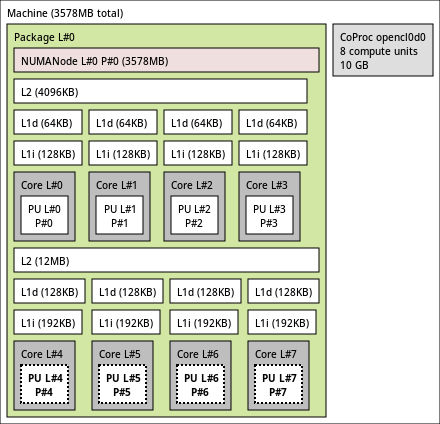 Machine (3578MB total)
Package L#0
NUMANode L#0 P#0 (3578MB)
L2 (4096KB)
L1d (64KB) L1d (64KB) L1d (64KB) L1d (64KB)
L1i (128KB) L1i (128KB) L1i (128KB) L1i (128KB)
Core L#0 Core L#1 Core L#2 Core L#3
PU L#0 PU L#1 PU L#2 PU L#3
P#0 P#1 P#2 P#3
L2 (12MB)
L1d (128KB) L1d (128KB) L1d (128KB) L1d (128KB)
L1i (192KB) L1i (192KB) L1i (192KB) L1i (192KB)
Core L#4 Core L#5 Core L#6 Core L#7
PU L#4 PU L#5 PU L#6 PU L#7
P#4 P#5 P#6 P#7
CoProc opencl0d0
8 compute units
10 GB